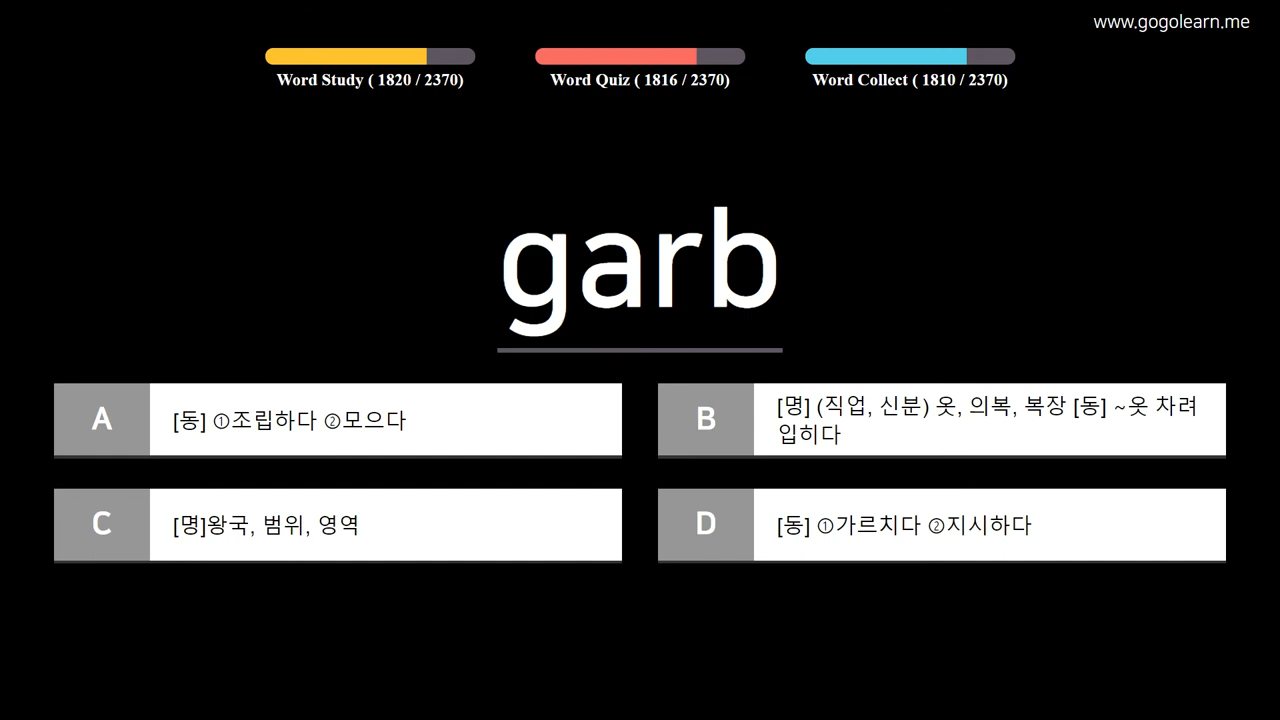 www.gogolearn.me
Word Study ( 1820 / 2370)
Word Quiz ( 1816 / 2370)
Word Collect ( 1810 / 2370)
garb
A
[동] ①조립하다 ②모으다
B
[명] (직업, 신분) 옷, 의복, 복장 [동] ~옷 차려
입히다
C
[명]왕국, 범위, 영역
D
[동] ①가르치다 ②지시하다